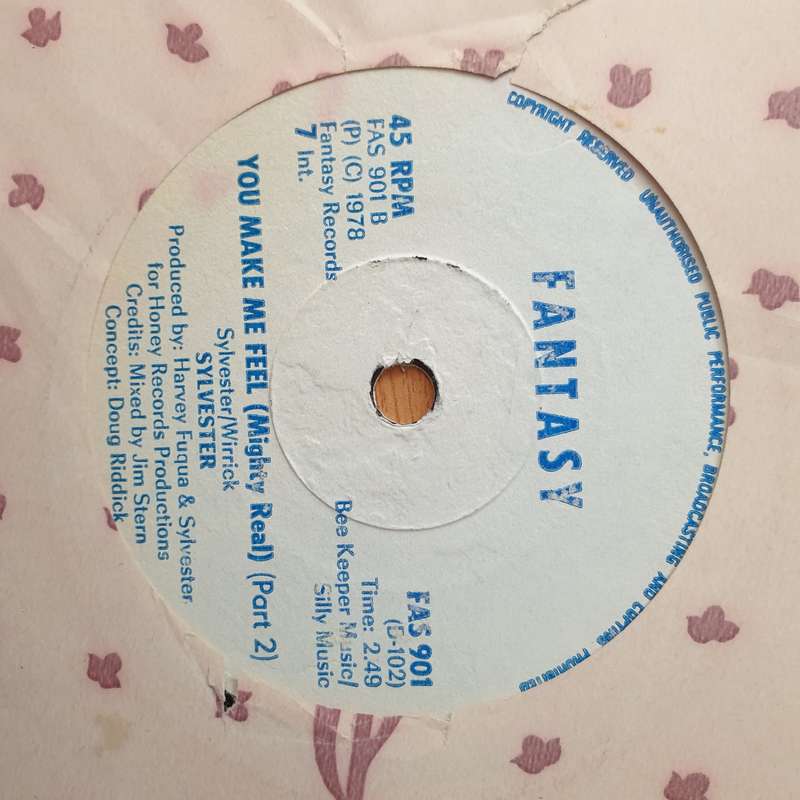 FANTASY
45 RPM
FAS 901 B
(P) (C) 1978
Fantasy Records
7 Int.
FAS 901
(D-102)
Time: 2.49
Bee Keeper Music/
Silly Music
YOU MAKE ME FEEL (Mighty Real) (Part 2)
Sylvester/Wirrick
SYLVESTER
Produced by: Harvey Fuqua & Sylvester,
for Honey Records Productions
Credits: Mixed by Jim Stern
Concept: Doug Riddick
COPYRIGHT RESERVED UNAUTHORISED PUBLIC PERFORMANCE, BROADCASTING AND COPYING PROHIBITED